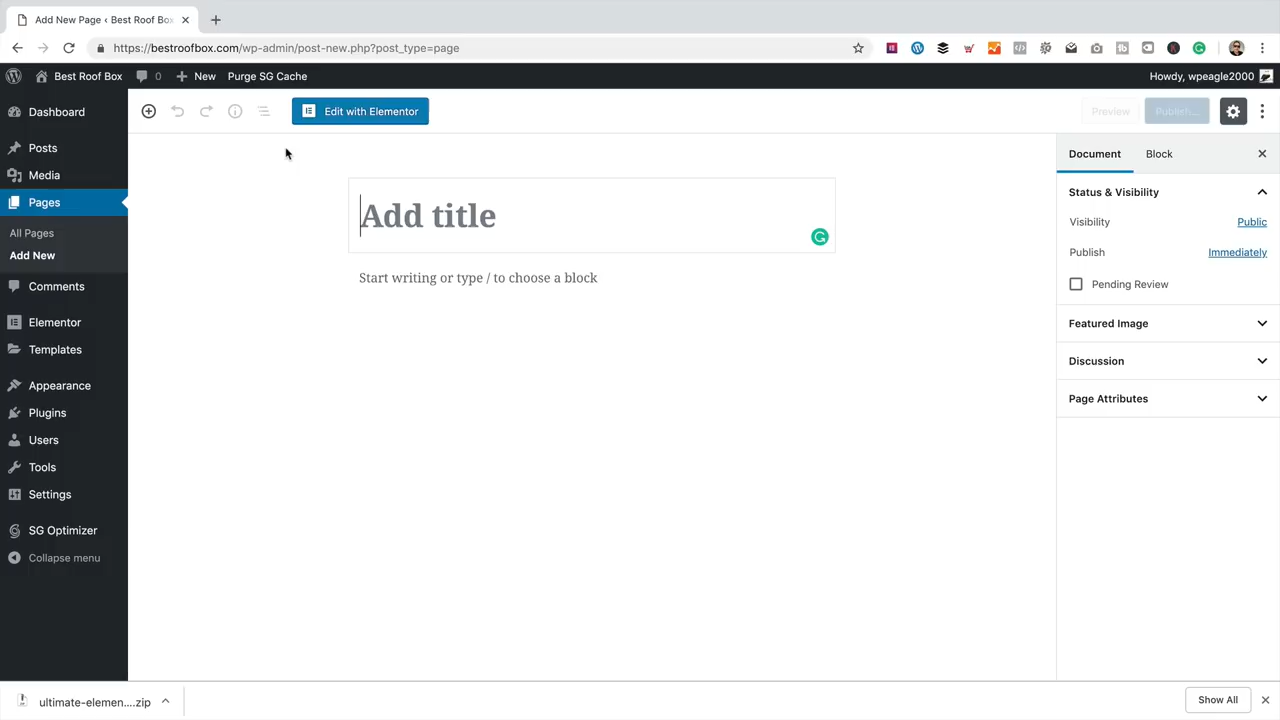 Add New Page ‹ Best Roof Box
https://bestroofbox.com/wp-admin/post-new.php?post_type=page
Best Roof Box
0
New
Purge SG Cache
Howdy, wpeagle2000
Dashboard
Posts
Media
Pages
All Pages
Add New
Comments
Elementor
Templates
Appearance
Plugins
Users
Tools
Settings
SG Optimizer
Collapse menu
Edit with Elementor
Preview
Publish...
Add title
Start writing or type / to choose a block
Document
Block
Status & Visibility
Visibility
Public
Publish
Immediately
Pending Review
Featured Image
Discussion
Page Attributes
ultimate-elemen....zip
Show All